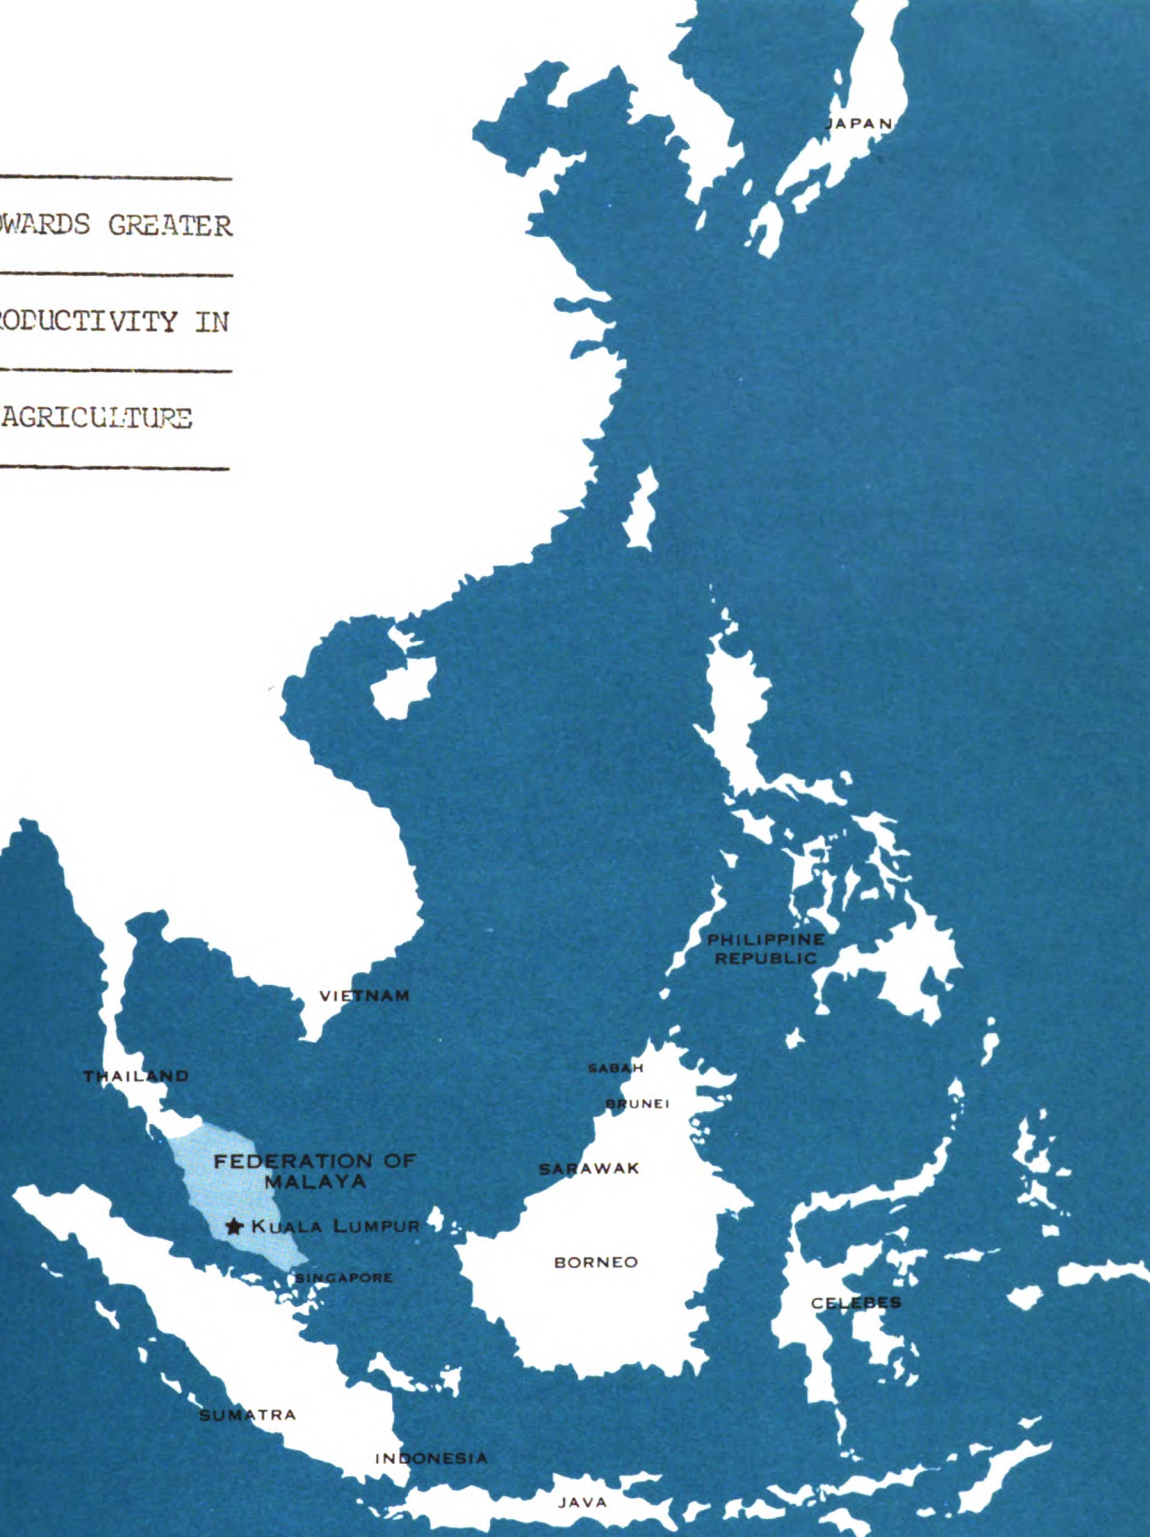 JAPAN
OWARDS GREATER
RODUCTIVITY IN
AGRICULTURE
PHILIPPINE
REPUBLIC
VIETNAM
SABAH
THAILAND
BRUNEI
FEDERATION OF
MALAYA
SARAWAK
★ KUALA LUMPUR
BORNEO
SINGAPORE
CELEBES
SUMATRA
INDONESIA
JAVA